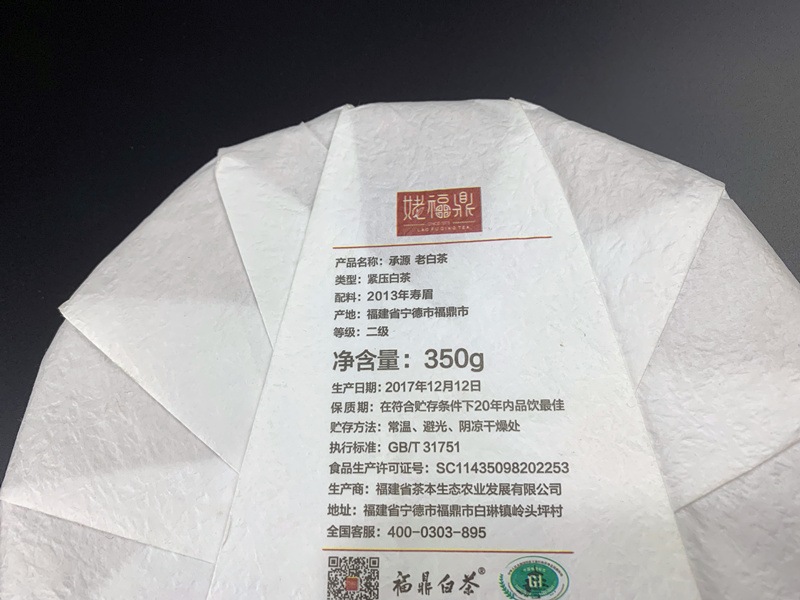 姥福鼎
LAO FU DING TEA
产品名称：承源 老白茶
类型：紧压白茶
配料：2013年寿眉
产地：福建省宁德市福鼎市
等级：二级
净含量：350g
生产日期：2017年12月12日
保质期：在符合贮存条件下20年内品饮最佳
贮存方法：常温、避光、阴凉干燥处
执行标准：GB/T 31751
食品生产许可证号：SC11435098202253
生产商：福建省茶本生态农业发展有限公司
地址：福建省宁德市福鼎市白琳镇岭头坪村
全国客服：400-0303-895
福鼎白茶®
GI